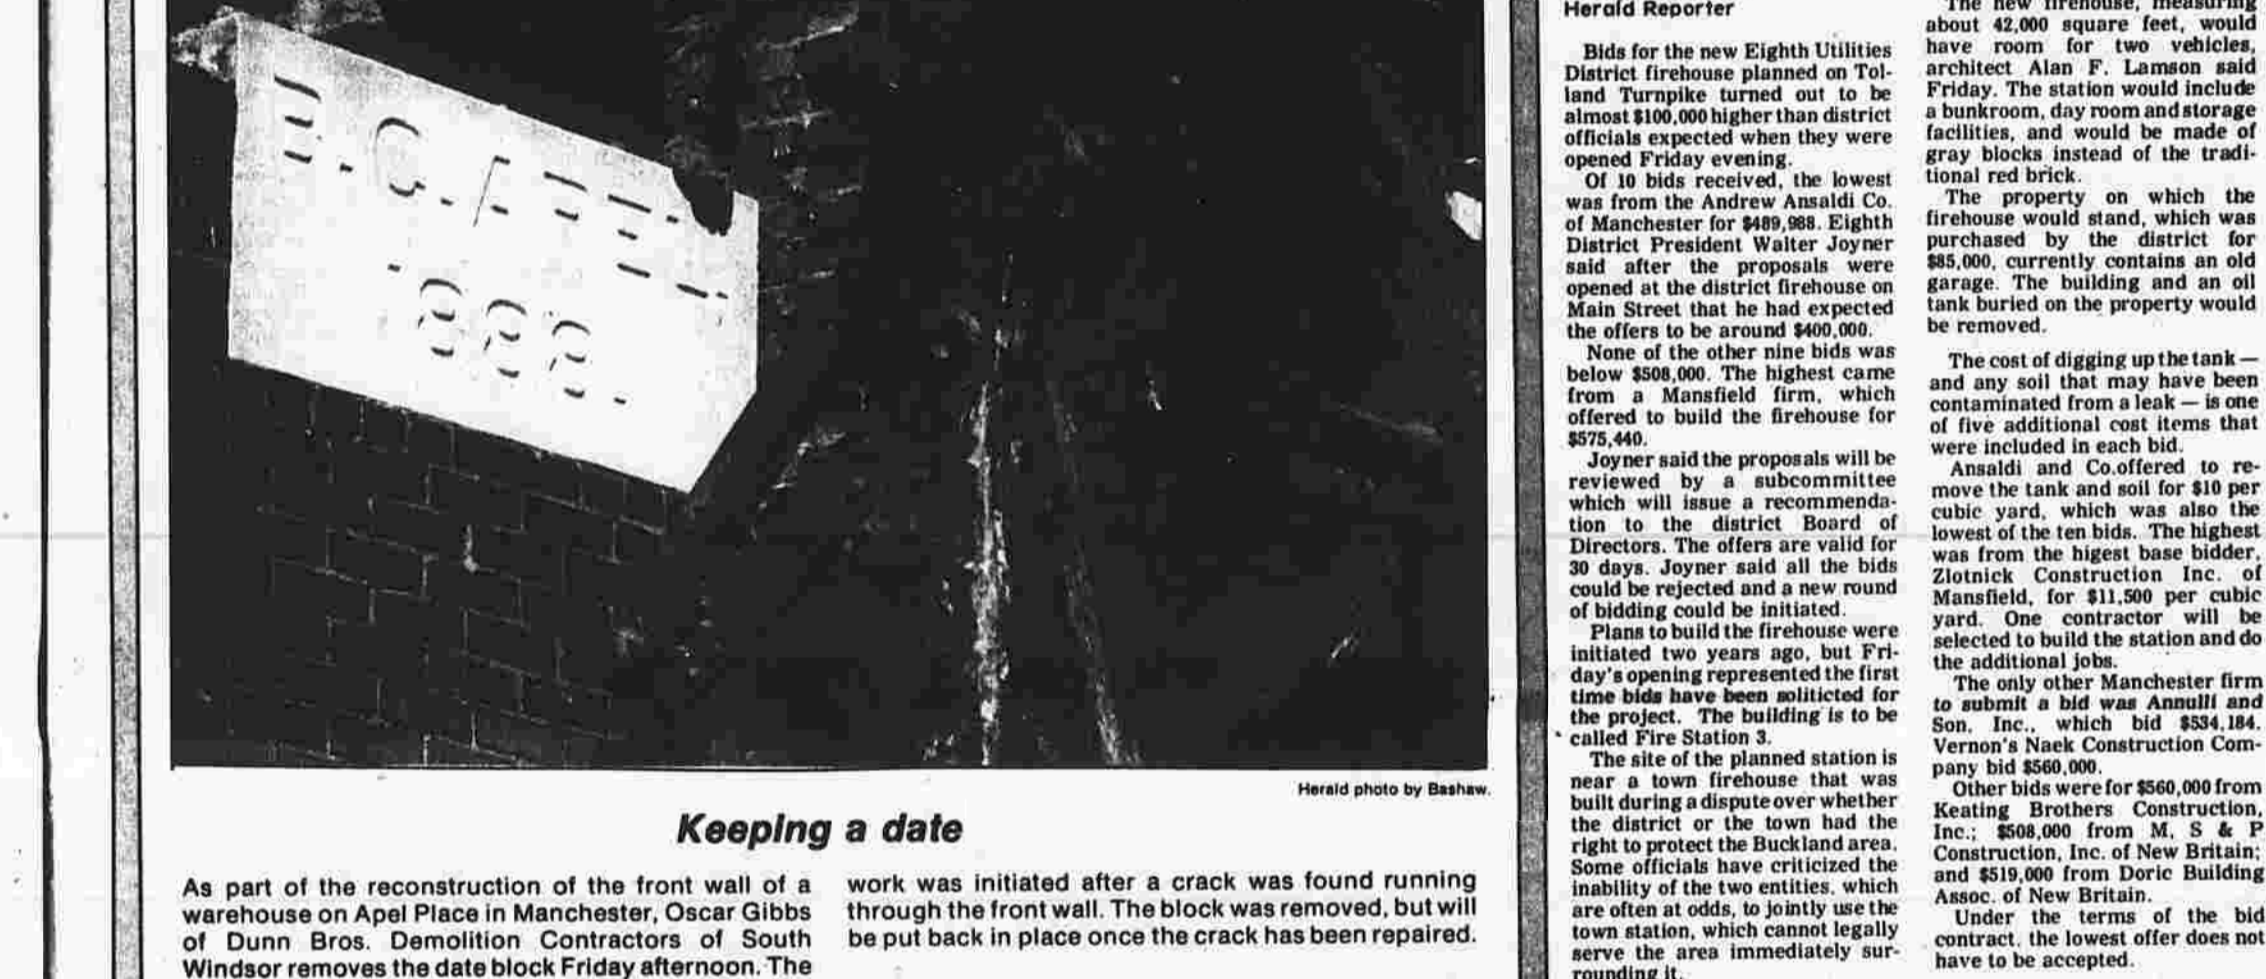 Herald photo by Bashaw.
Keeping a date
As part of the reconstruction of the front wall of a
warehouse on Apel Place in Manchester, Oscar Gibbs
of Dunn Bros. Demolition Contractors of South
Windsor removes the date block Friday afternoon. The
work was initiated after a crack was found running
through the front wall. The block was removed, but will
be put back in place once the crack has been repaired.
Herald Reporter
Bids for the new Eighth Utilities
District firehouse planned on Tol-
land Turnpike turned out to be
almost $100,000 higher than district
officials expected when they were
opened Friday evening.
Of 10 bids received, the lowest
was from the Andrew Ansaldi Co.
of Manchester for $489,988. Eighth
District President Walter Joyner
said after the proposals were
opened at the district firehouse on
Main Street that he had expected
the offers to be around $400,000.
None of the other nine bids was
below $508,000. The highest came
from a Mansfield firm, which
offered to build the firehouse for
$575,440.
Joyner said the proposals will be
reviewed by a subcommittee
which will issue a recommenda-
tion to the district Board of
Directors. The offers are valid for
30 days. Joyner said all the bids
could be rejected and a new round
of bidding could be initiated.
Plans to build the firehouse were
initiated two years ago, but Fri-
day's opening represented the first
time bids have been soliticted for
the project. The building is to be
called Fire Station 3.
The site of the planned station is
near a town firehouse that was
built during a dispute over whether
the district or the town had the
right to protect the Buckland area.
Some officials have criticized the
inability of the two entities, which
are often at odds, to jointly use the
town station, which cannot legally
serve the area immediately sur-
rounding it.
The new firehouse, measuring
about 42,000 square feet, would
have room for two vehicles,
architect Alan F. Lamson said
Friday. The station would include
a bunkroom, day room and storage
facilities, and would be made of
gray blocks instead of the tradi-
tional red brick.
The property on which the
firehouse would stand, which was
purchased by the district for
$85,000, currently contains an old
garage. The building and an oil
tank buried on the property would
be removed.
The cost of digging up the tank —
and any soil that may have been
contaminated from a leak — is one
of five additional cost items that
were included in each bid.
Ansaldi and Co.offered to re-
move the tank and soil for $10 per
cubic yard, which was also the
lowest of the ten bids. The highest
was from the higest base bidder,
Zlotnick Construction Inc. of
Mansfield, for $11,500 per cubic
yard. One contractor will be
selected to build the station and do
the additional jobs.
The only other Manchester firm
to submit a bid was Annulli and
Son, Inc., which bid $534,184.
Vernon's Naek Construction Com-
pany bid $560,000.
Other bids were for $560,000 from
Keating Brothers Construction,
Inc.; $508,000 from M, S & P
Construction, Inc. of New Britain;
and $519,000 from Doric Building
Assoc. of New Britain.
Under the terms of the bid
contract, the lowest offer does not
have to be accepted.